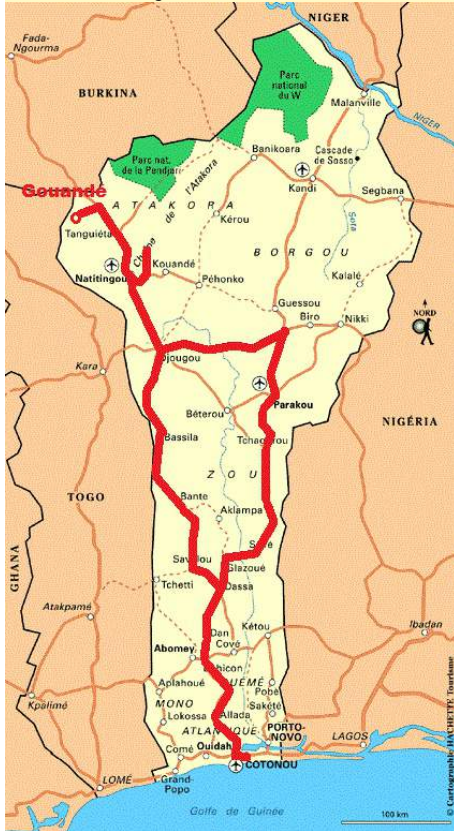 NIGER
Fada-
Ngourma
BURKINA
Parc
national
du W
Malanville
NIGER
Parc nat.
de la Pendjari
Banikoara
Cascade
de Sosso
Kandi
Segbana
Gouandé
ATAKORA
Chaîne de l'Atakora
Kérou
Sota
Tanguiéta
BORGOU
Kouandé
Natitingou
Péhonko
Kalalé
Guessou
Biro
Nikki
NORD
Kara
Djougou
Parakou
Béterou
NIGÉRIA
Bassila
Tchaourou
ZOU
TOGO
Bante
Aklampa
GHANA
Savalou
Savé
Glazoué
Tchetti
Dassa
Atakpamé
Ibadan
Dan
Kétou
Covè
Abomey
Bohicon
Aplahoué
OUÉMÉ
Pobé
Kpalimé
MONO
Sakété
Lokossa
Allada
ATLANTIQUE
PORTO-
NOVO
LAGOS
Comé
Ouidah
COTONOU
LOMÉ
Grand-
Popo
Golfe de Guinée
100 km
© Cartographie HACHETTE Tourisme